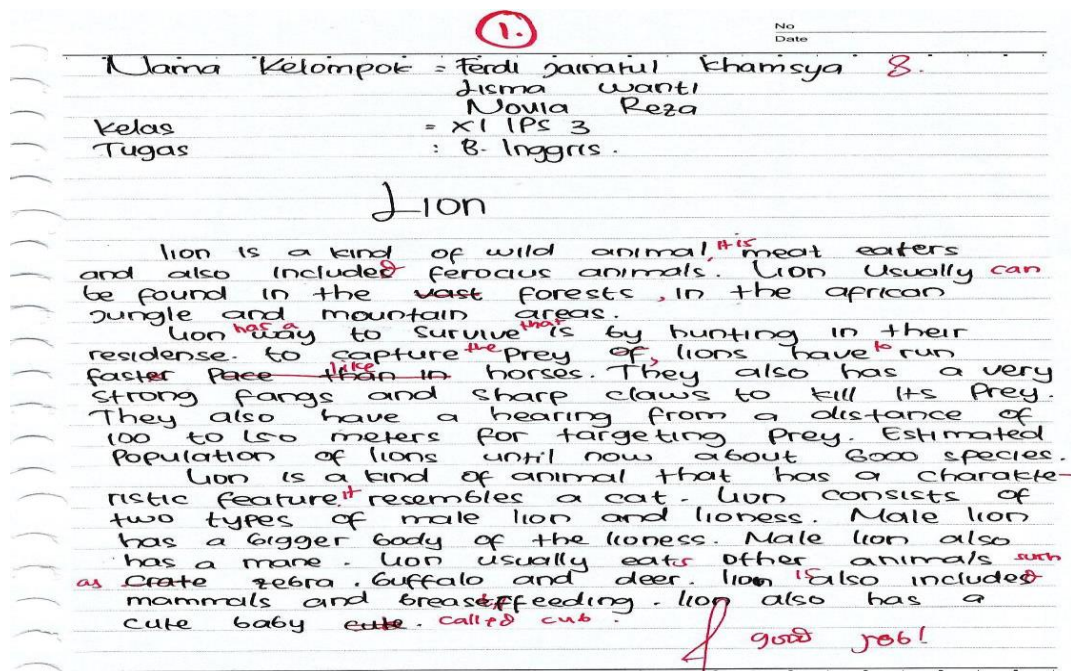 1.
No
Date
Nama Kelompok = Ferdi Jamatul Khamsya 8.
Lisma Wanti
Novia Reza
Kelas = XI IPS 3
Tugas : B. Inggris.
Lion
lion is a kind of wild animal, it is meat eaters
and also included ferocius animals. Lion usually can
be found in the vast forests, in the african
jungle and mountain areas.
Lion has a way to survive that is by hunting in their
residense. to capture the prey of, lions have to run
faster pace than in like horses. They also has a very
strong fangs and sharp claws to kill its prey.
They also have a hearing from a distance of
100 to 150 meters for targeting prey. Estimated
population of lions until now about 6000 species.
Lion is a kind of animal that has a charakte-
ristic feature, it resembles a cat. Lion consists of
two types of male lion and lioness. Male lion
has a bigger body of the lioness. Male lion also
has a mane. Lion usually eats other animals such
as crate zebra. buffalo and deer. lion is also included
mammals and breastffeeding. lion also has a
cute baby cute. called cub.
good job!